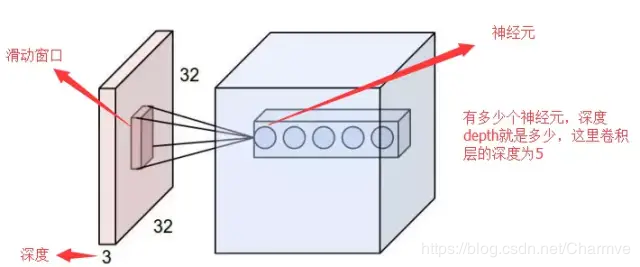 神经元
滑动窗口
32
有多少个神经元，深度
depth就是多少，这里卷积
层的深度为5
32
深度
3
https://blog.csdn.net/Charmve